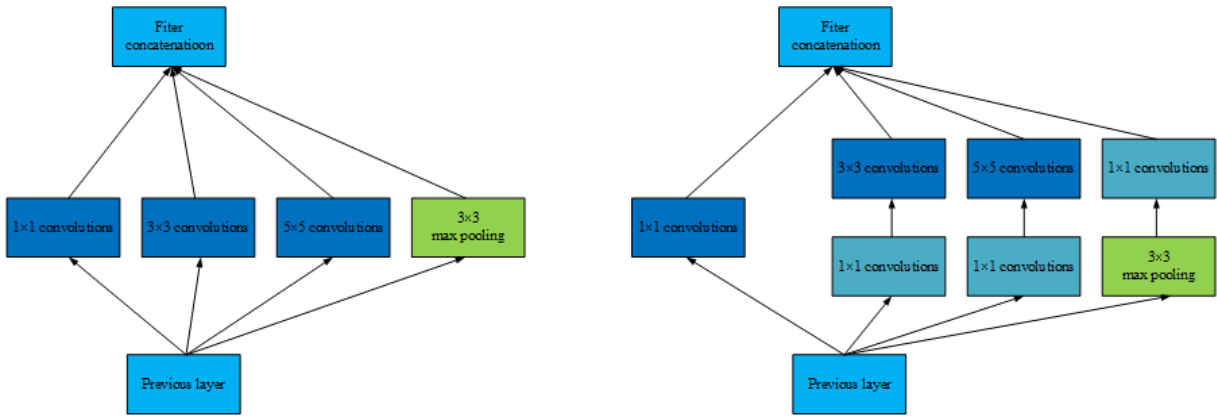 Fiter
concatenatioon
1×1 convolutions
3×3 convolutions
5×5 convolutions
3×3
max pooling
Previous layer
Fiter
concatenatioon
3×3 convolutions
5×5 convolutions
1×1 convolutions
1×1 convolutions
1×1 convolutions
1×1 convolutions
3×3
max pooling
Previous layer